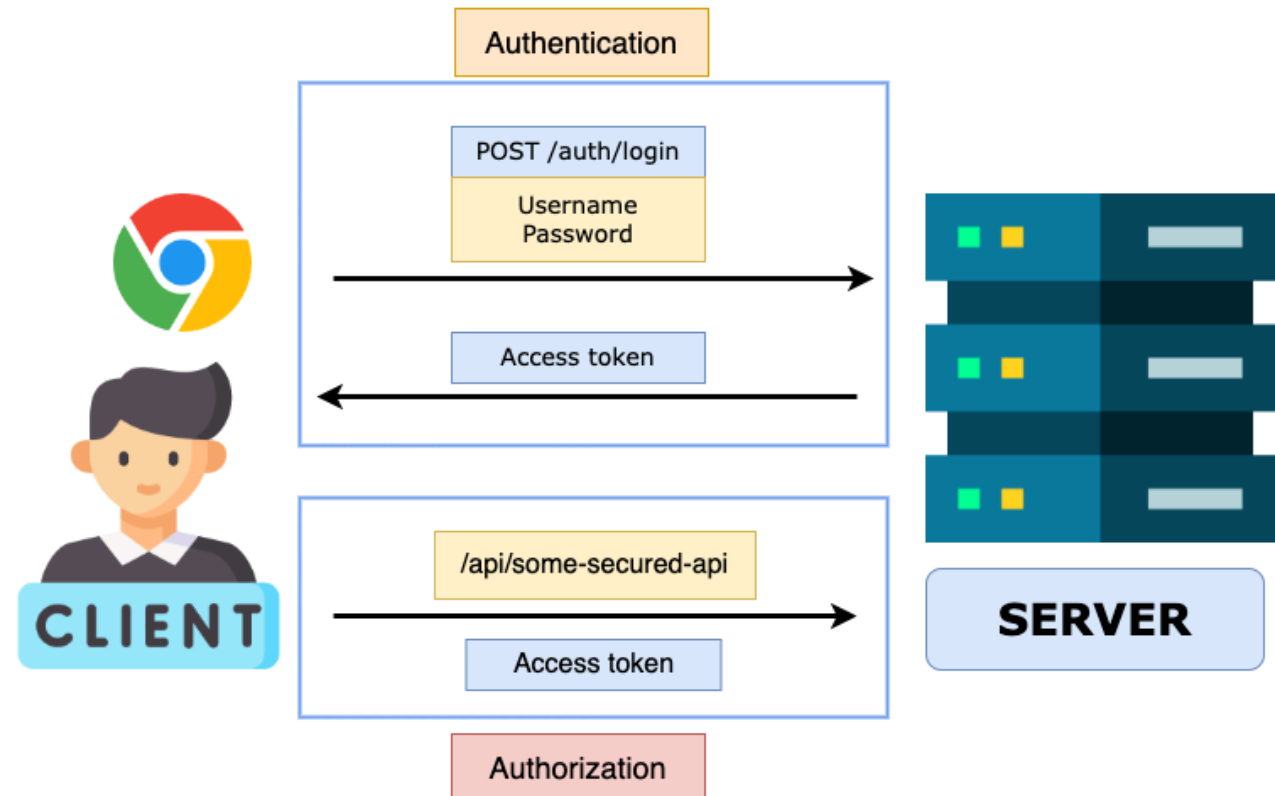 Authentication
POST /auth/login
Username
Password
Access token
/api/some-secured-api
Access token
Authorization
CLIENT
SERVER